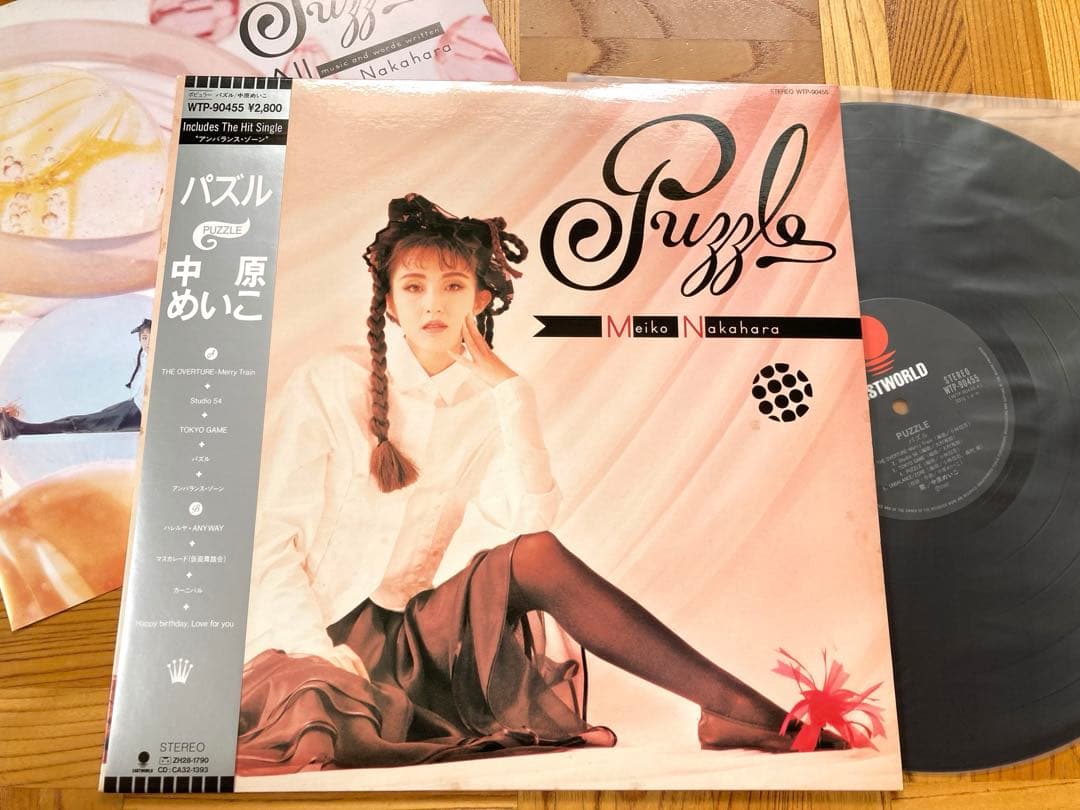 Puzzle
music and words written
All
Nakahara
ポピュラー パズル/中原めいこ
WTP-90455 ¥2,800
Includes The Hit Single
"アンバランス・ゾーン"
パズル
PUZZLE
中原
めいこ
THE OVERTURE-Merry Train
Studio 54
TOKYO GAME
パズル
アンバランス・ゾーン
ハレルヤ・ANYWAY
マスカレード(仮面舞踏会)
カーニバル
Happy birthday, Love for you
STEREO
ZH28-1790
CD:CA32-1393
EASTWORLD
STEREO WTP-90455
Puzzle
Meiko Nakahara
EASTWORLD
STEREO
WTP-90455
PUZZLE
パズル